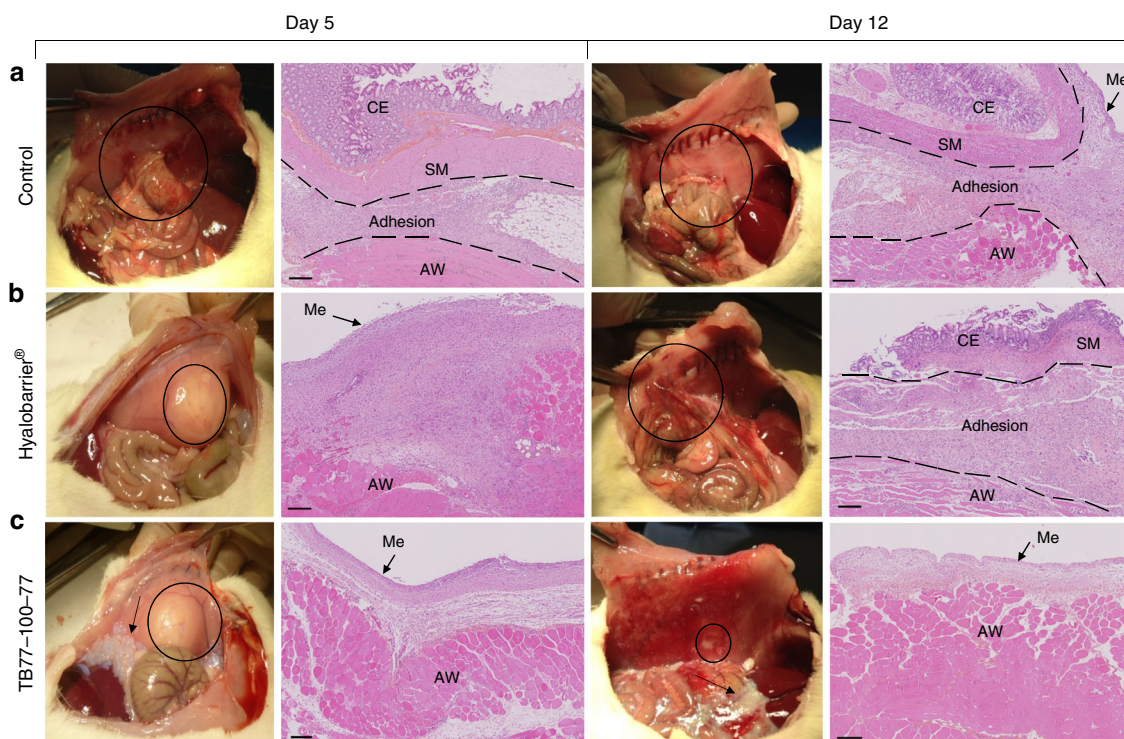 Day 5
Day 12
a
Control
CE
SM
Adhesion
AW
CE
Me
SM
Adhesion
AW
b
Hyalobarrier®
Me
AW
CE
SM
Adhesion
AW
c
TB77–100–77
Me
AW
Me
AW